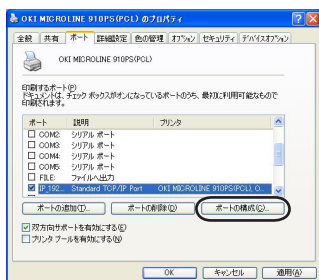 OKI MICROLINE 910PS(PCL) のプロパティ
全般 共有 ポート 詳細設定 色の管理 オプション セキュリティ デバイスオプション
OKI MICROLINE 910PS(PCL)
印刷するポート(P)
ドキュメントは、チェック ボックスがオンになっているポートのうち、最初に利用可能なもので
印刷されます。
ポート 説明 プリンタ
COM2: シリアル ポート
COM3: シリアル ポート
COM4: シリアル ポート
COM5: シリアル ポート
FILE: ファイルへ出力
IP_192... Standard TCP/IP Port OKI MICROLINE 910PS(PCL), O...
ポートの追加(T)... ポートの削除(D) ポートの構成(C)...
双方向サポートを有効にする(E)
プリンタ プールを有効にする(N)
OK キャンセル 適用(A)